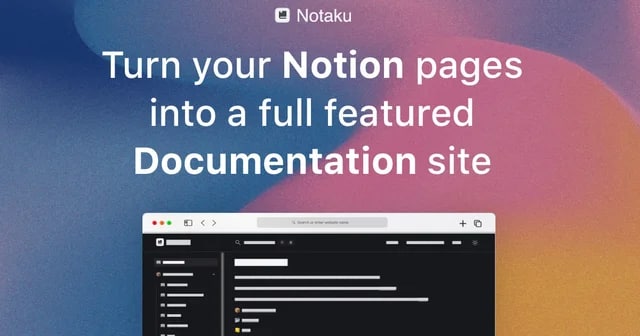 Notaku
Turn your Notion pages
into a full featured
Documentation site
Search or enter website name